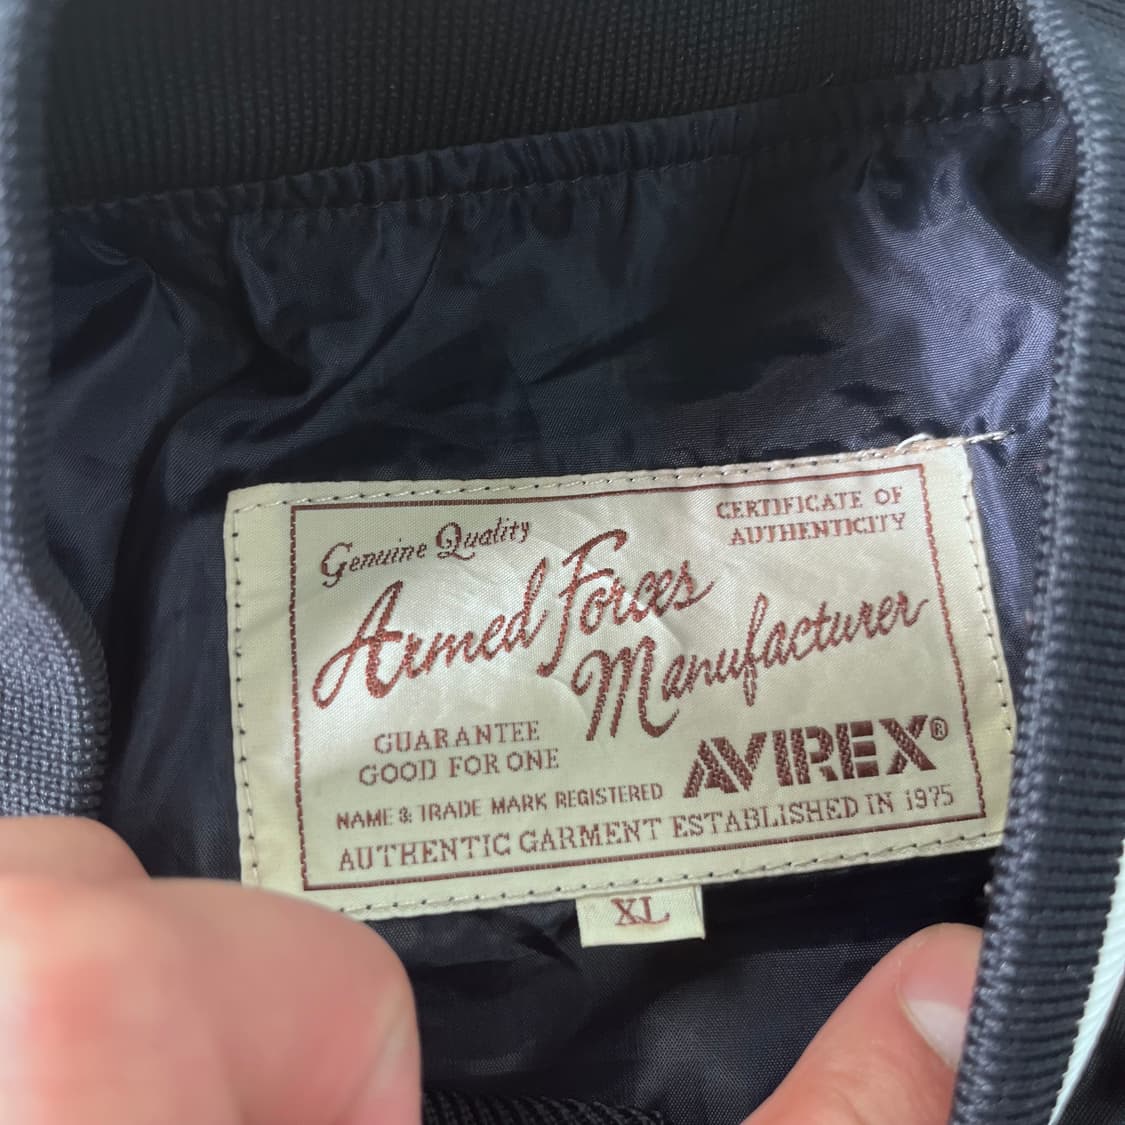 Genuine Quality
CERTIFICATE OF
AUTHENTICITY
Armed Forces
Manufacturer
GUARANTEE
GOOD FOR ONE
AVIREX®
NAME & TRADE MARK REGISTERED
AUTHENTIC GARMENT ESTABLISHED IN 1975
XL